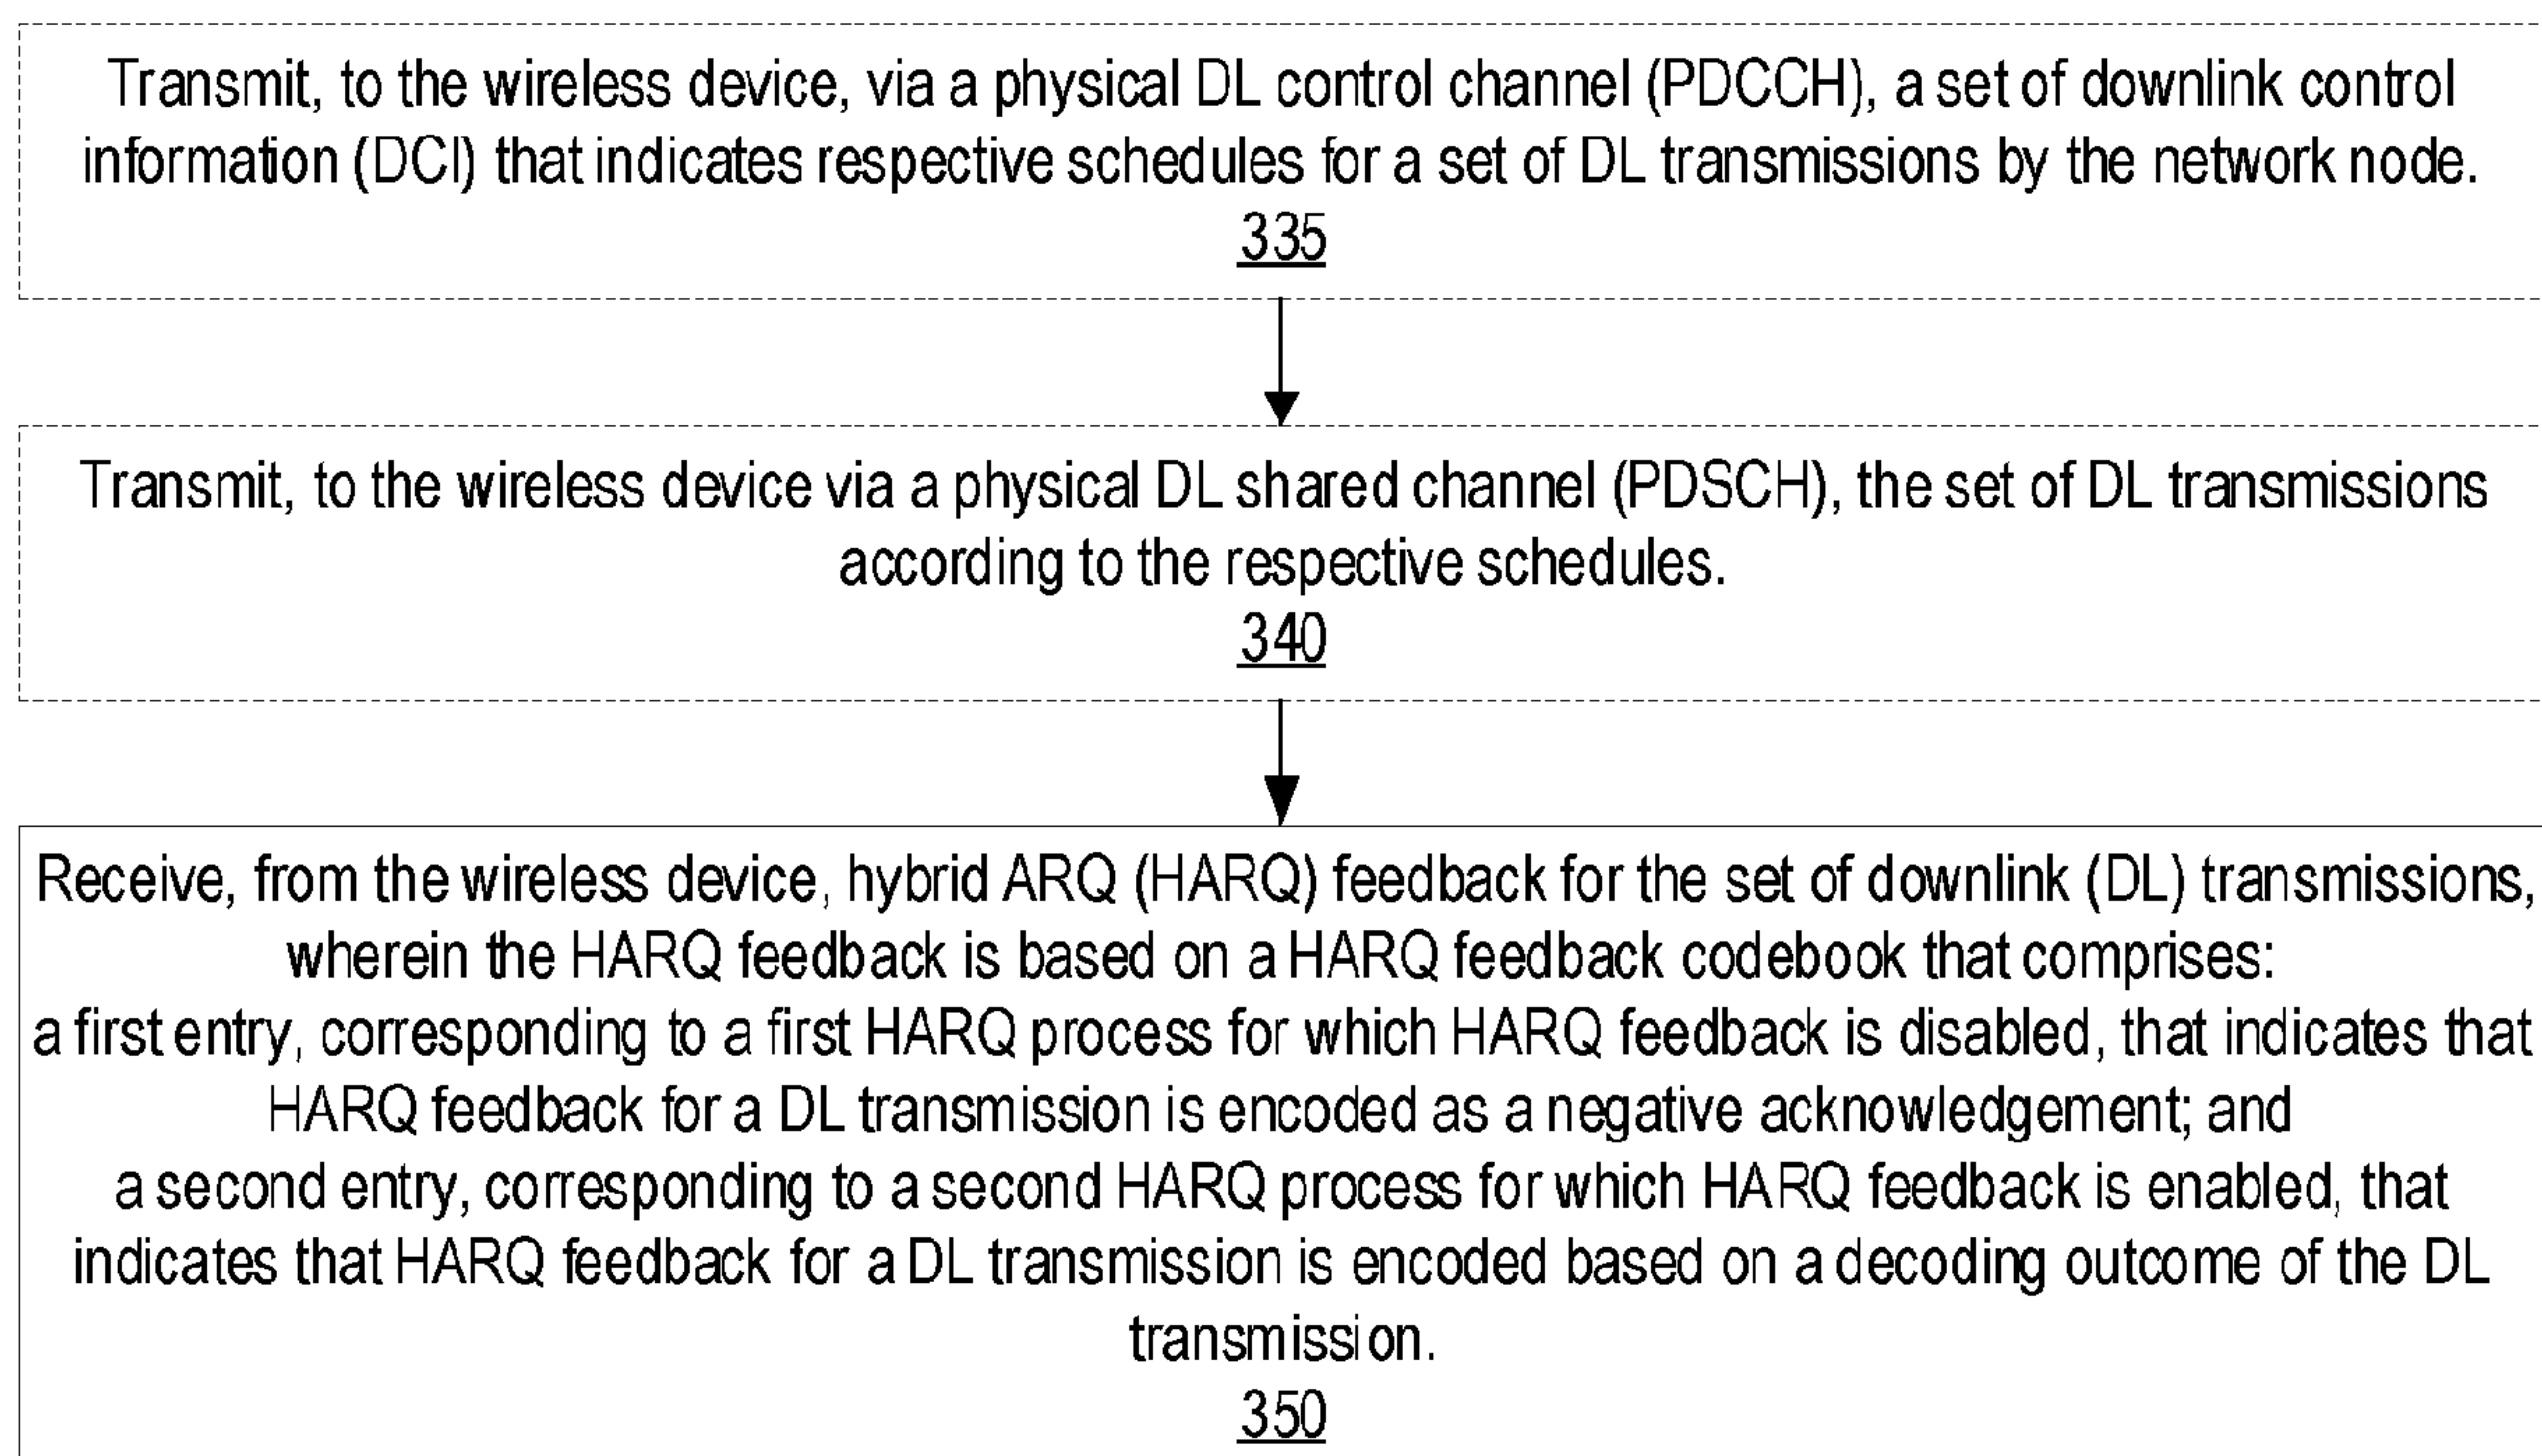 Transmit, to the wireless device, via a physical DL control channel (PDCCH), a set of downlink control
information (DCI) that indicates respective schedules for a set of DL transmissions by the network node.
335
Transmit, to the wireless device via a physical DL shared channel (PDSCH), the set of DL transmissions
according to the respective schedules.
340
Receive, from the wireless device, hybrid ARQ (HARQ) feedback for the set of downlink (DL) transmissions,
wherein the HARQ feedback is based on a HARQ feedback codebook that comprises:
a first entry, corresponding to a first HARQ process for which HARQ feedback is disabled, that indicates that
HARQ feedback for a DL transmission is encoded as a negative acknowledgement; and
a second entry, corresponding to a second HARQ process for which HARQ feedback is enabled, that
indicates that HARQ feedback for a DL transmission is encoded based on a decoding outcome of the DL
transmission.
350